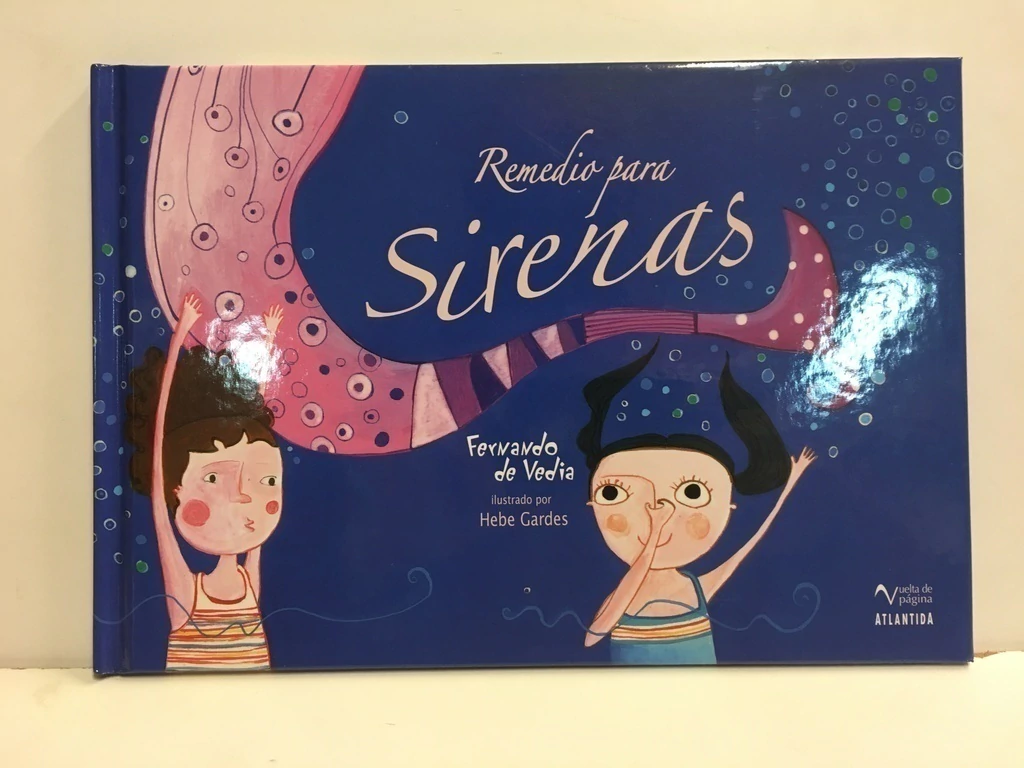 Remedio para
Sirenas
Fernando
de Vedia
ilustrado por
Hebe Gardes
Vuelta de
página
ATLANTIDA